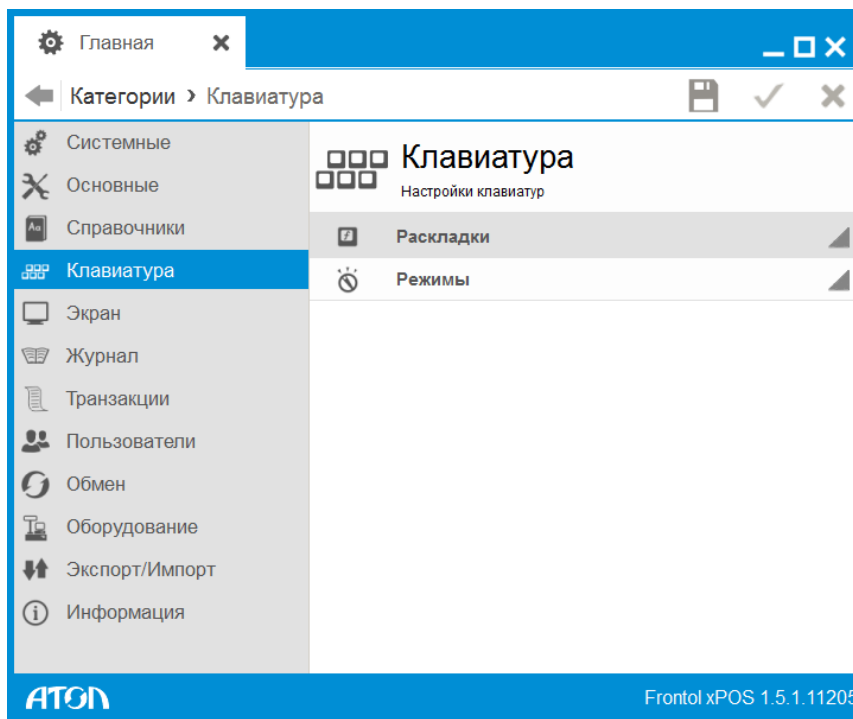 Главная
Категории › Клавиатура
Системные
Основные
Справочники
Клавиатура
Экран
Журнал
Транзакции
Пользователи
Обмен
Оборудование
Экспорт/Импорт
Информация
Клавиатура
Настройки клавиатур
Раскладки
Режимы
АТОЛ
Frontol xPOS 1.5.1.11205